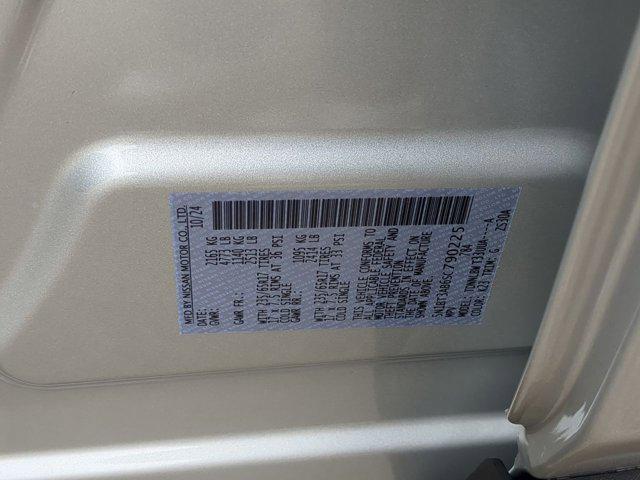 MFD BY NISSAN MOTOR CO., LTD.
DATE: 10/24
GVWR: 2165 KG
4773 LB
GAWR FR.: 1140 KG
2513 LB
WITH 235/65R17 TIRES
17 X 7.5 RIMS AT 36 PSI
COLD SINGLE
GAWR RR.: 1095 KG
2414 LB
WITH 235/65R17 TIRES
17 X 7.5 RIMS AT 33 PSI
COLD SINGLE
THIS VEHICLE CONFORMS TO
ALL APPLICABLE FEDERAL
MOTOR VEHICLE SAFETY AND
THEFT PREVENTION
STANDARDS IN EFFECT ON
THE DATE OF MANUFACTURE
SHOWN ABOVE.
790225
MPV
MODEL:
COLOR: TRIM: G